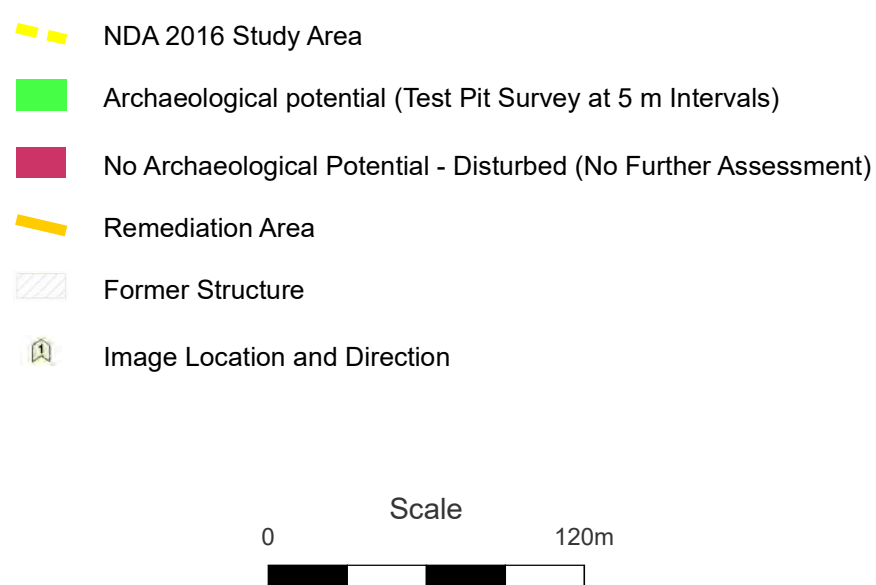 NDA 2016 Study Area
Archaeological potential (Test Pit Survey at 5 m Intervals)
No Archaeological Potential - Disturbed (No Further Assessment)
Remediation Area
Former Structure
1
Image Location and Direction
Scale
0 120m